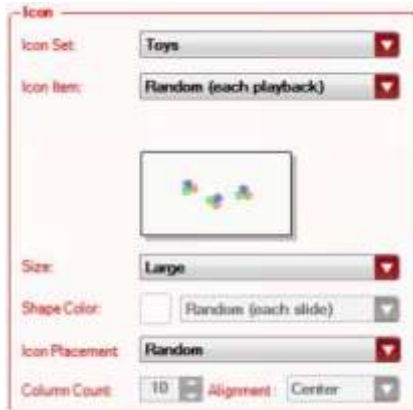 Icon
Icon Set: Toys
Icon Item: Random (each playback)
Size: Large
Shape Color: Random (each slide)
Icon Placement: Random
Column Count: 10 Alignment: Center